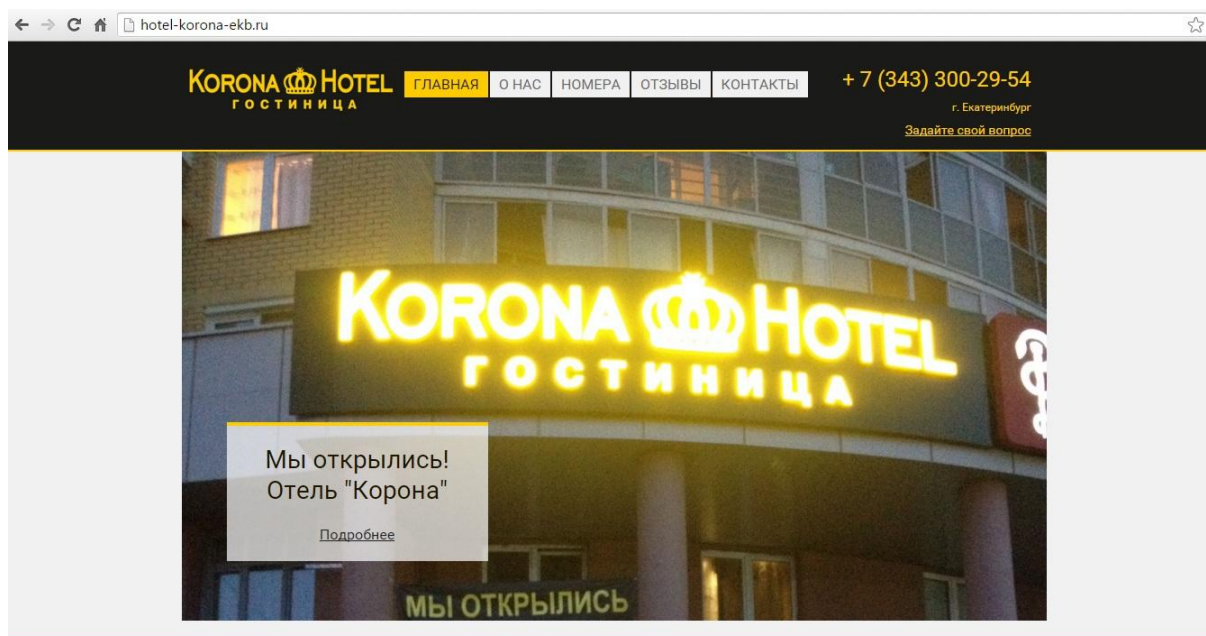 hotel-korona-ekb.ru
KORONA HOTEL
ГОСТИНИЦА
ГЛАВНАЯ О НАС НОМЕРА ОТЗЫВЫ КОНТАКТЫ
+ 7 (343) 300-29-54
г. Екатеринбург
Задайте свой вопрос
KORONA HOTEL
ГОСТИНИЦА
Мы открылись!
Отель "Корона"
Подробнее
МЫ ОТКРЫЛИСЬ